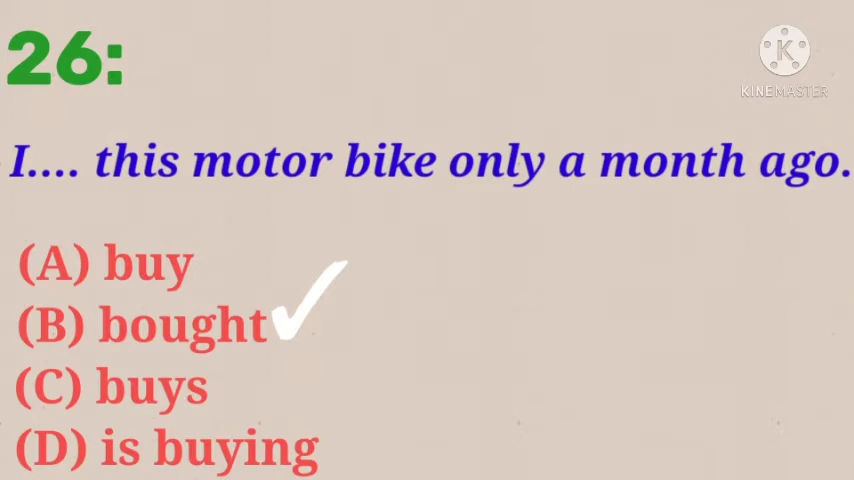 26:
KINEMASTER
I.... this motor bike only a month ago.
(A) buy
(B) bought
(C) buys
(D) is buying